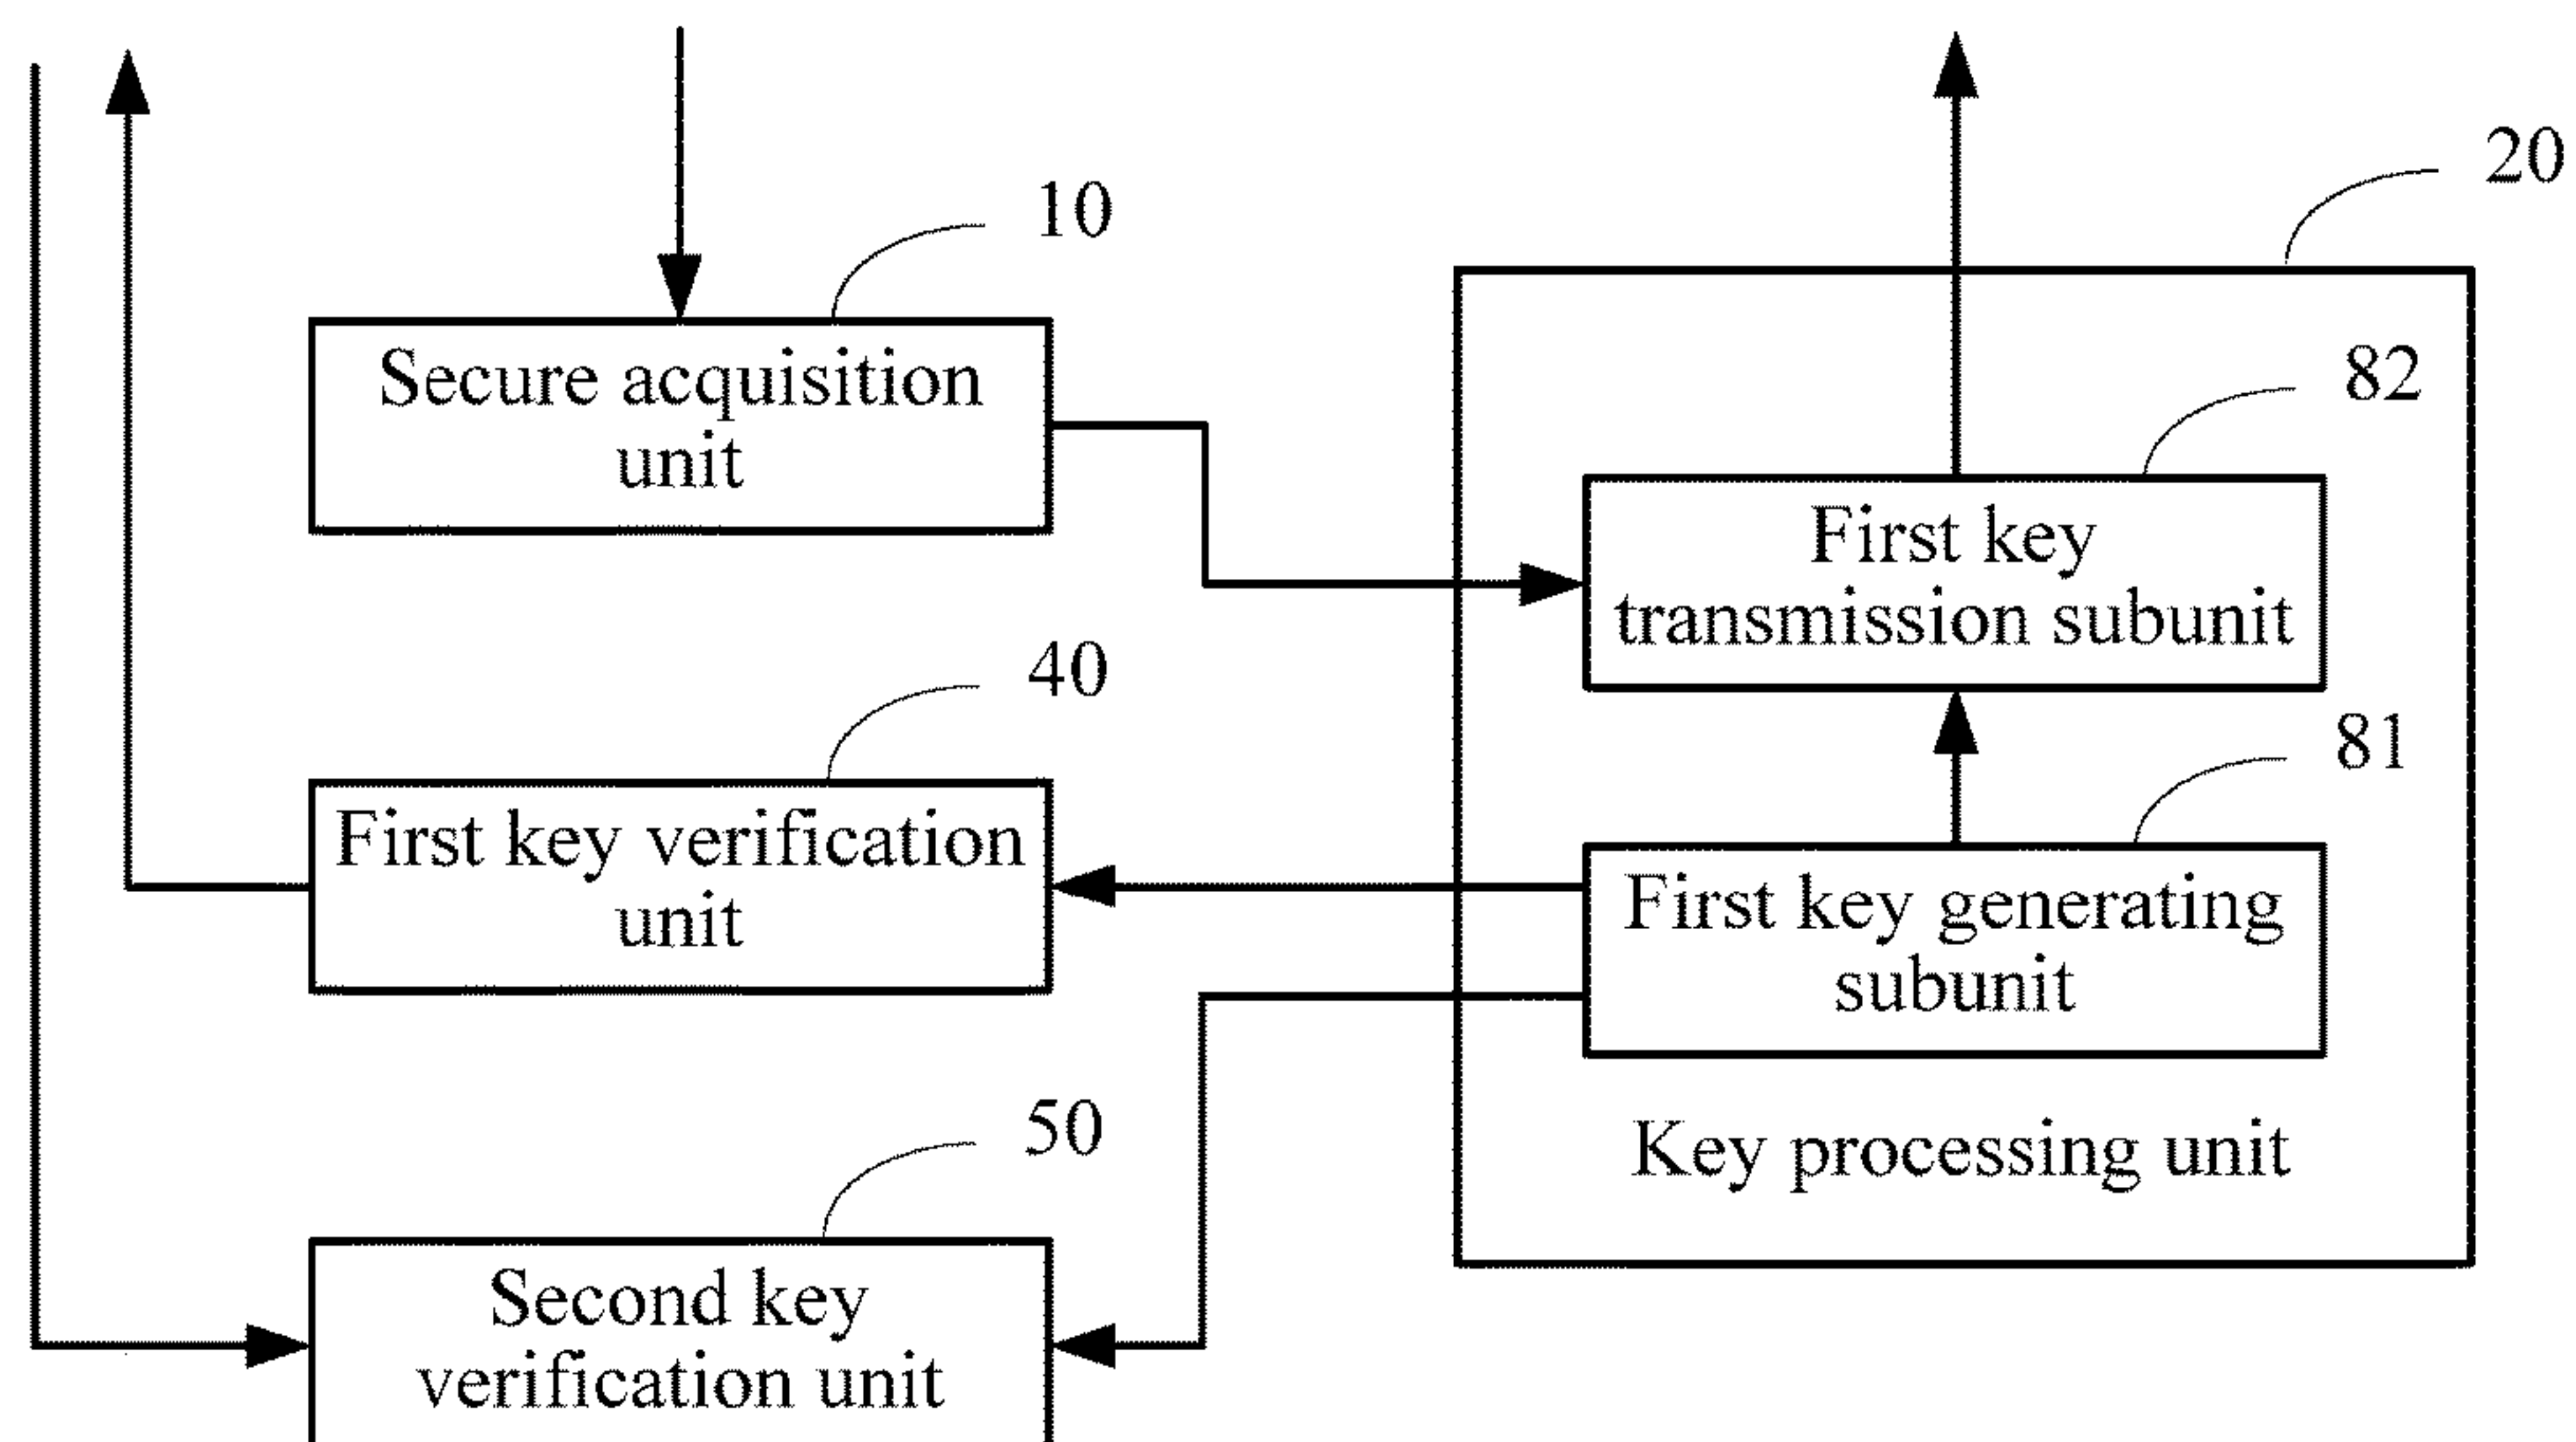 20
10
Secure acquisition
unit
82
First key
transmission subunit
40
First key verification
unit
81
First key generating
subunit
Key processing unit
50
Second key
verification unit